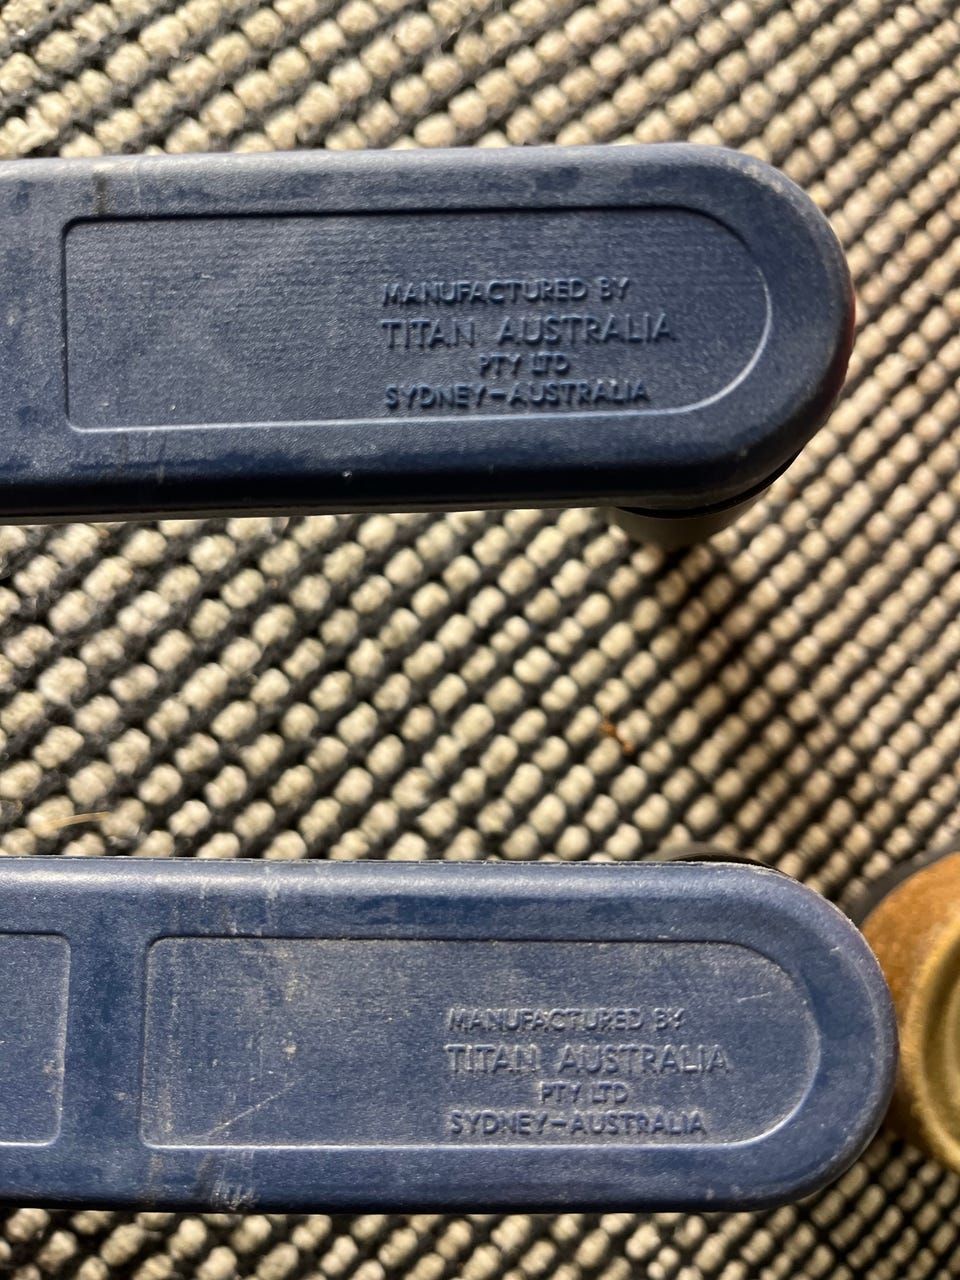 MANUFACTURED BY
TITAN AUSTRALIA
PTY LTD
SYDNEY-AUSTRALIA
MANUFACTURED BY
TITAN AUSTRALIA
PTY LTD
SYDNEY-AUSTRALIA